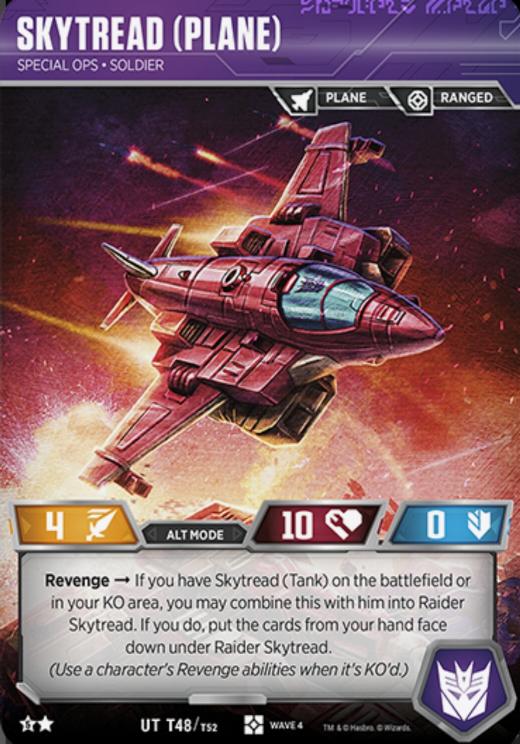 SKYTREAD (PLANE)
SPECIAL OPS • SOLDIER
PLANE
RANGED
4
ALT MODE
10
0
Revenge → If you have Skytread (Tank) on the battlefield or
in your KO area, you may combine this with him into Raider
Skytread. If you do, put the cards from your hand face
down under Raider Skytread.
(Use a character's Revenge abilities when it's KO'd.)
UT T48/T52
WAVE 4
TM & © Hasbro. © Wizards.